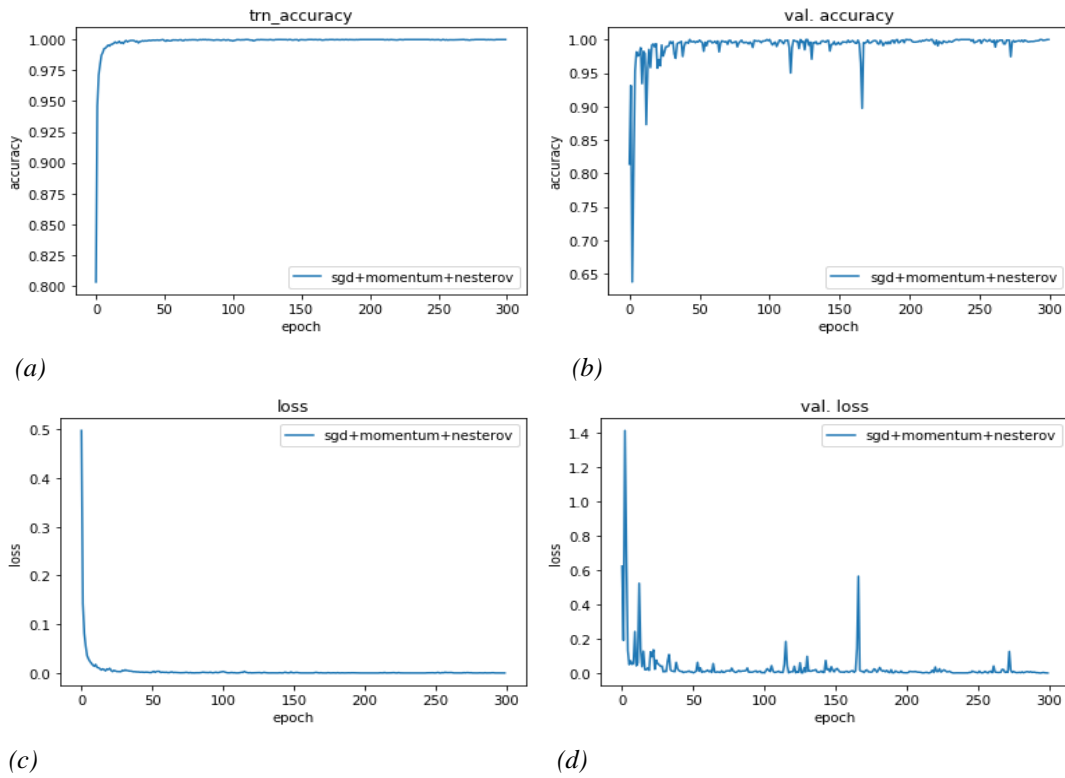 trn_accuracy
1.000
0.975
0.950
0.925
0.900
0.875
0.850
0.825
0.800
accuracy
sgd+momentum+nesterov
0 50 100 150 200 250 300
epoch
(a)
val. accuracy
1.00
0.95
0.90
0.85
0.80
0.75
0.70
0.65
accuracy
sgd+momentum+nesterov
0 50 100 150 200 250 300
epoch
(b)
loss
0.5
0.4
0.3
0.2
0.1
0.0
loss
sgd+momentum+nesterov
0 50 100 150 200 250 300
epoch
(c)
val. loss
1.4
1.2
1.0
0.8
0.6
0.4
0.2
0.0
loss
sgd+momentum+nesterov
0 50 100 150 200 250 300
epoch
(d)